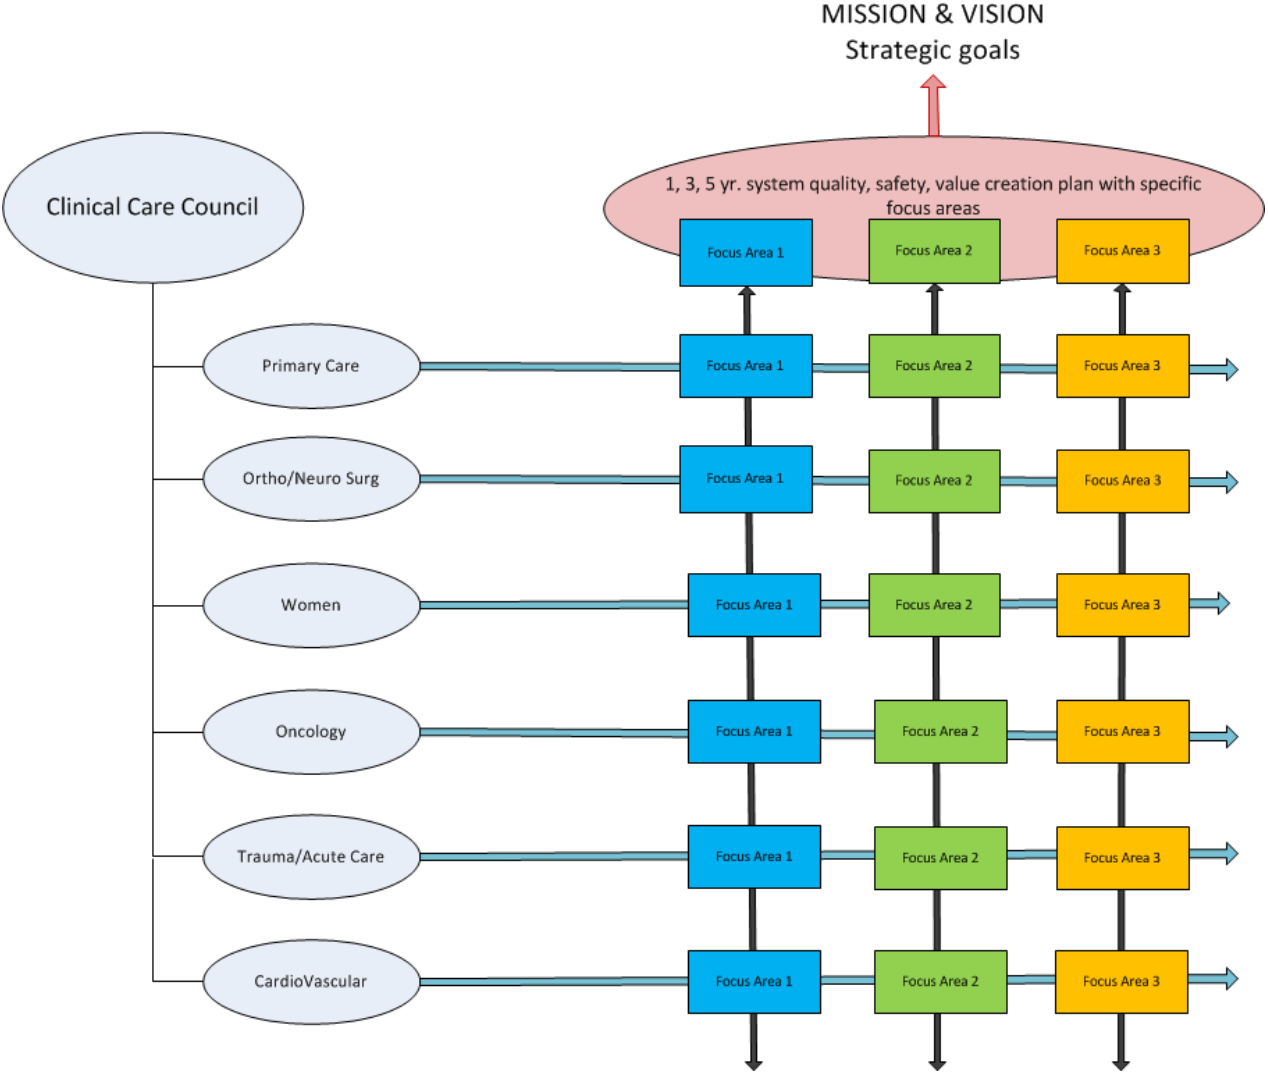 MISSION & VISION
Strategic goals
Clinical Care Council
1, 3, 5 yr. system quality, safety, value creation plan with specific
focus areas
Focus Area 1
Focus Area 2
Focus Area 3
Primary Care
Focus Area 1
Focus Area 2
Focus Area 3
Ortho/Neuro Surg
Focus Area 1
Focus Area 2
Focus Area 3
Women
Focus Area 1
Focus Area 2
Focus Area 3
Oncology
Focus Area 1
Focus Area 2
Focus Area 3
Trauma/Acute Care
Focus Area 1
Focus Area 2
Focus Area 3
CardioVascular
Focus Area 1
Focus Area 2
Focus Area 3